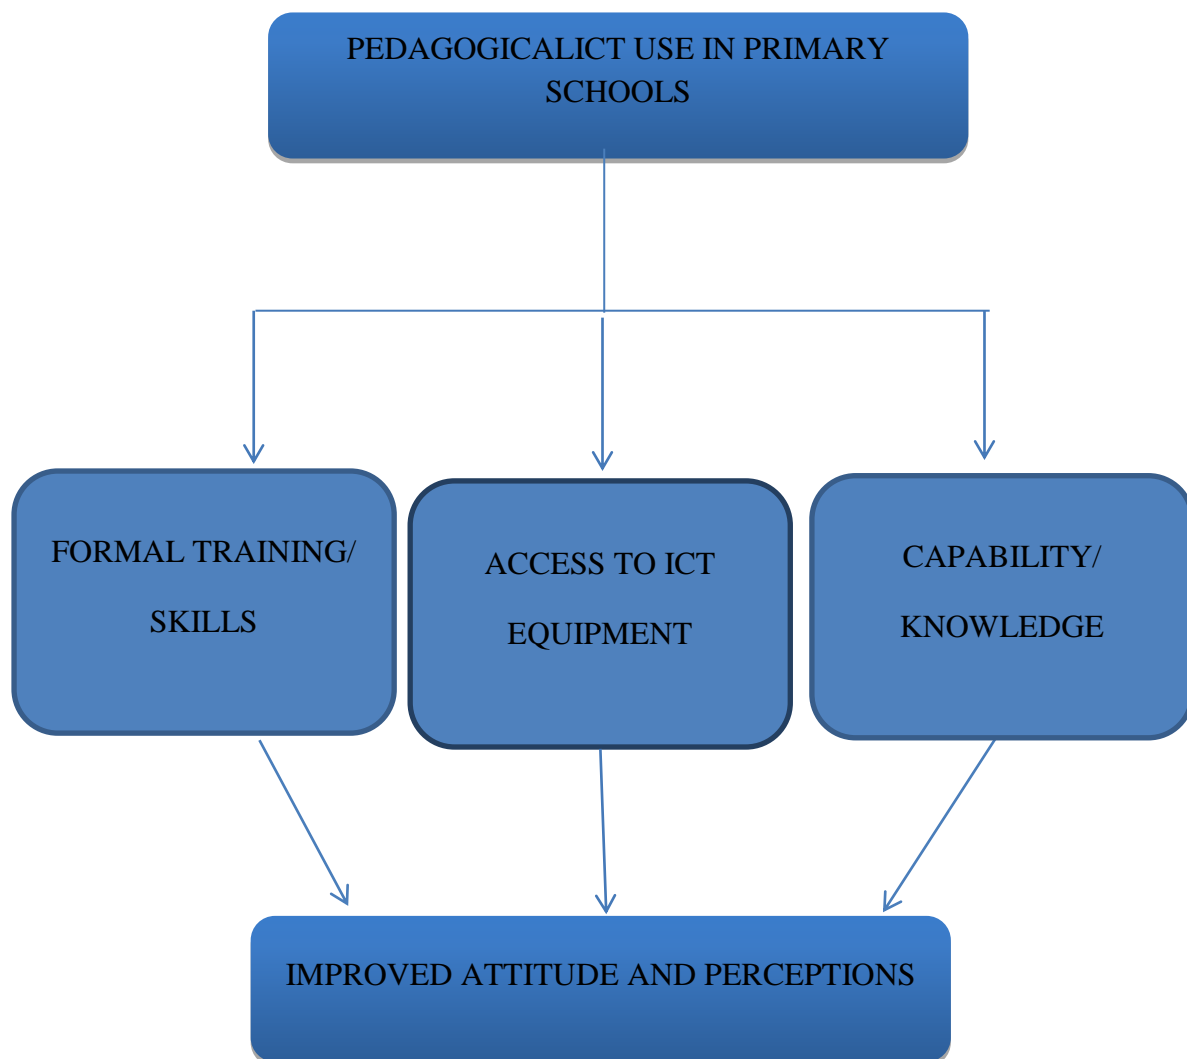 PEDAGOGICALICT USE IN PRIMARY
SCHOOLS
FORMAL TRAINING/
SKILLS
ACCESS TO ICT
EQUIPMENT
CAPABILITY/
KNOWLEDGE
IMPROVED ATTITUDE AND PERCEPTIONS